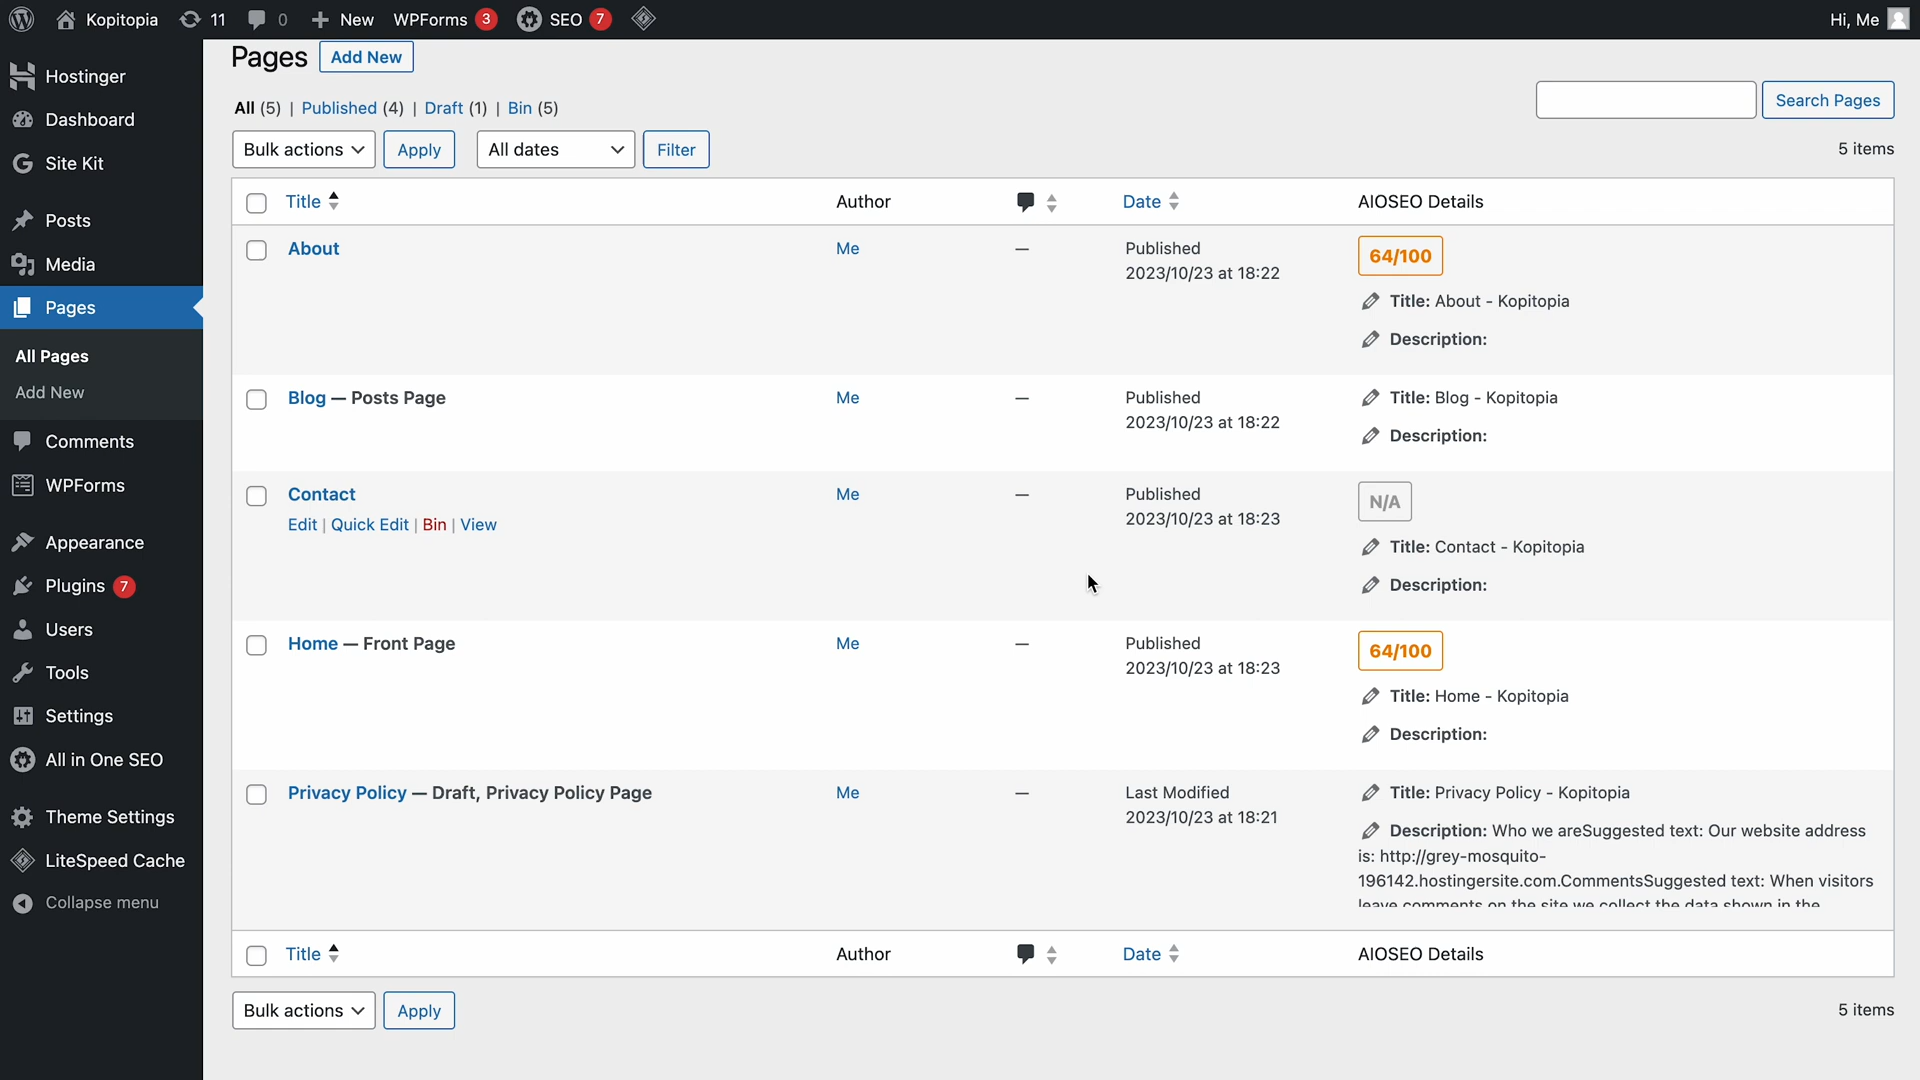 Kopitopia 11 0 New WPForms 3 SEO 7 Hi, Me
Hostinger
Dashboard
Site Kit
Posts
Media
Pages
All Pages
Add New
Comments
WPForms
Appearance
Plugins 7
Users
Tools
Settings
All in One SEO
Theme Settings
LiteSpeed Cache
Collapse menu
Pages Add New
All (5) | Published (4) | Draft (1) | Bin (5)
Search Pages
Bulk actions Apply All dates Filter 5 items
Title Author Date AIOSEO Details
About Me — Published
2023/10/23 at 18:22
64/100
Title: About - Kopitopia
Description:
Blog — Posts Page Me — Published
2023/10/23 at 18:22
Title: Blog - Kopitopia
Description:
Contact Me — Published
2023/10/23 at 18:23
Edit | Quick Edit | Bin | View
N/A
Title: Contact - Kopitopia
Description:
Home — Front Page Me — Published
2023/10/23 at 18:23
64/100
Title: Home - Kopitopia
Description:
Privacy Policy — Draft, Privacy Policy Page Me — Last Modified
2023/10/23 at 18:21
Title: Privacy Policy - Kopitopia
Description: Who we areSuggested text: Our website address
is: http://grey-mosquito-
196142.hostingersite.com.CommentsSuggested text: When visitors
leave comments on the site we collect the data shown in the
Title Author Date AIOSEO Details
Bulk actions Apply 5 items